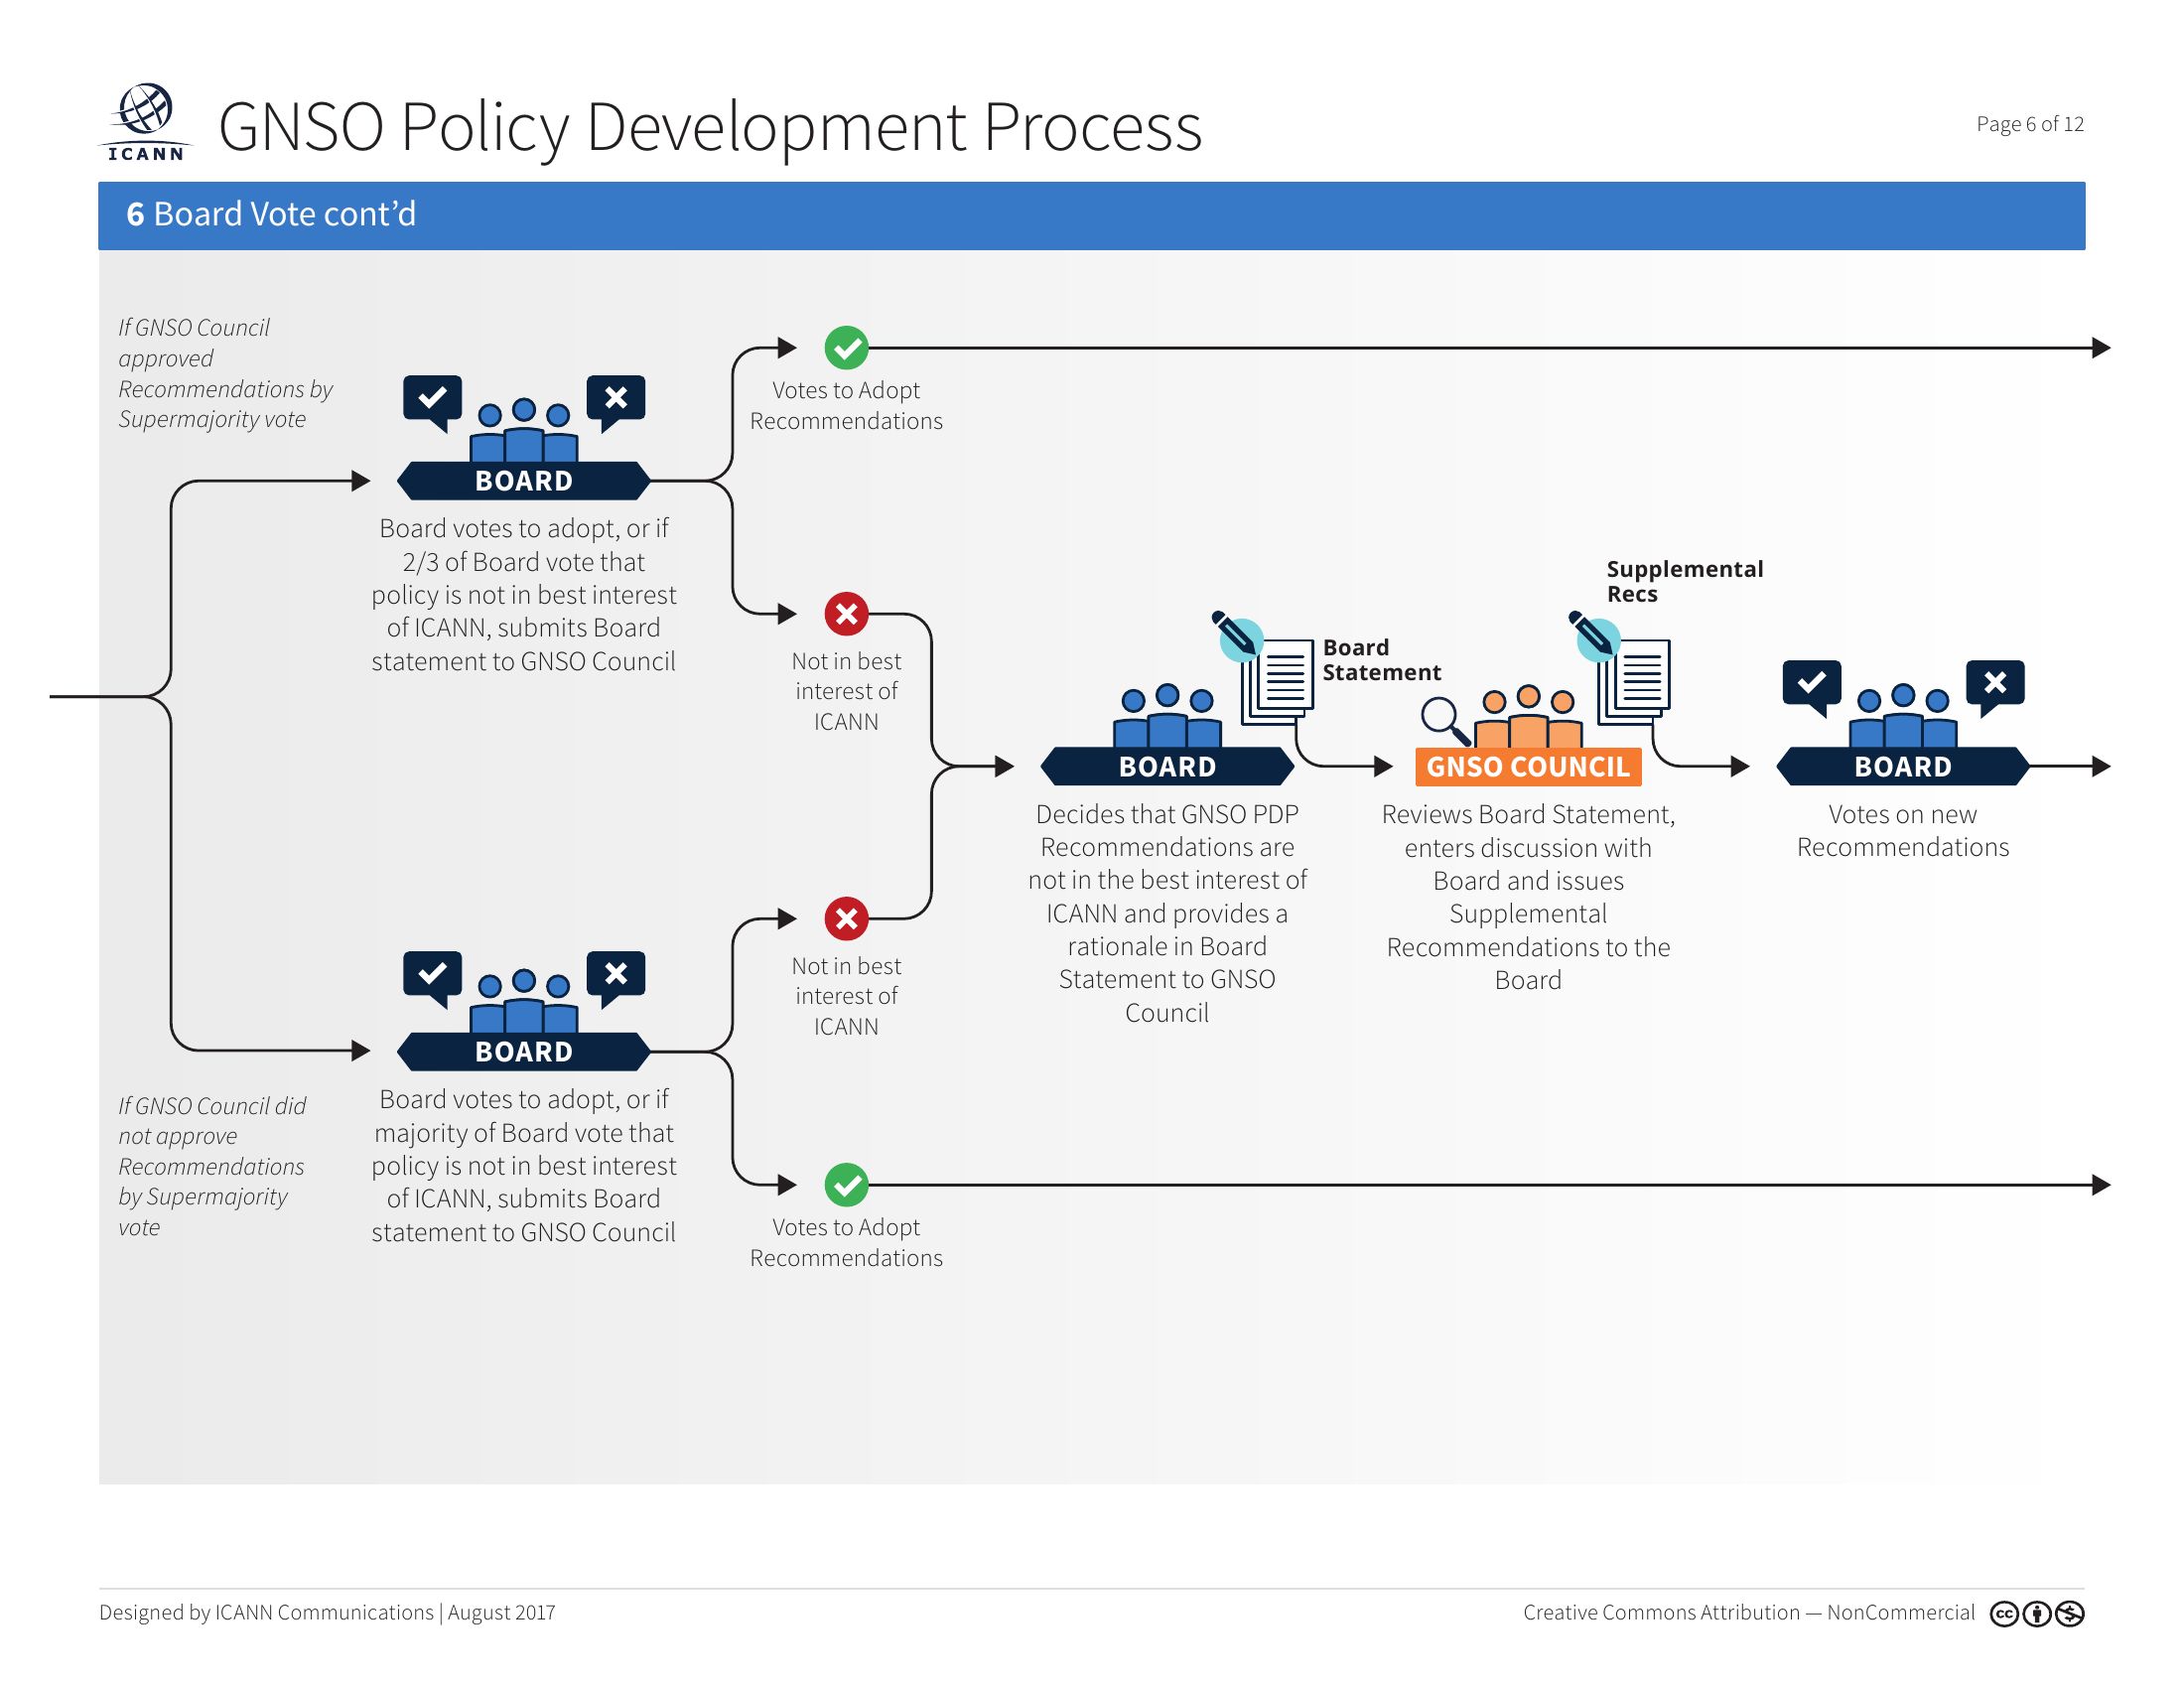 ICANN
GNSO Policy Development Process
Page 6 of 12
6 Board Vote cont’d
If GNSO Council
approved
Recommendations by
Supermajority vote
BOARD
Board votes to adopt, or if
2/3 of Board vote that
policy is not in best interest
of ICANN, submits Board
statement to GNSO Council
Votes to Adopt
Recommendations
Not in best
interest of
ICANN
If GNSO Council did
not approve
Recommendations
by Supermajority
vote
BOARD
Board votes to adopt, or if
majority of Board vote that
policy is not in best interest
of ICANN, submits Board
statement to GNSO Council
Not in best
interest of
ICANN
Votes to Adopt
Recommendations
Board
Statement
BOARD
Decides that GNSO PDP
Recommendations are
not in the best interest of
ICANN and provides a
rationale in Board
Statement to GNSO
Council
Supplemental
Recs
GNSO COUNCIL
Reviews Board Statement,
enters discussion with
Board and issues
Supplemental
Recommendations to the
Board
BOARD
Votes on new
Recommendations
Designed by ICANN Communications | August 2017
Creative Commons Attribution — NonCommercial
cc